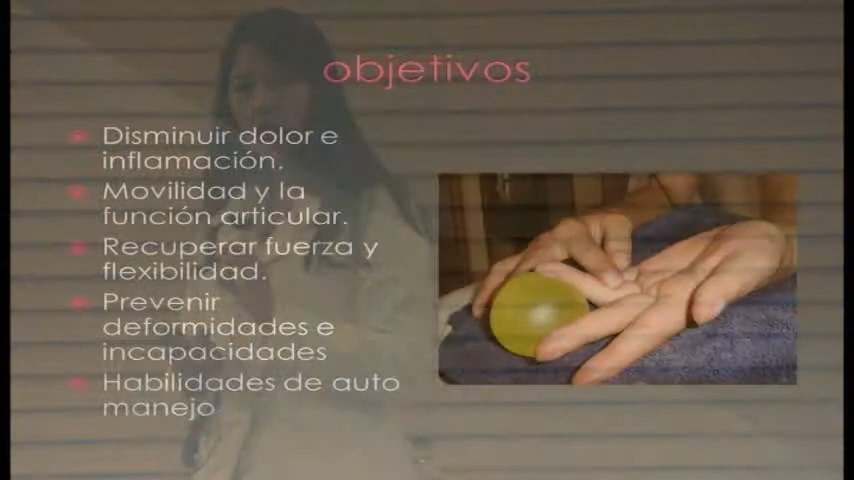 objetivos
Disminuir dolor e
inflamación.
Movilidad y la
función articular.
Recuperar fuerza y
flexibilidad.
Prevenir
deformidades e
incapacidades
Habilidades de auto
manejo